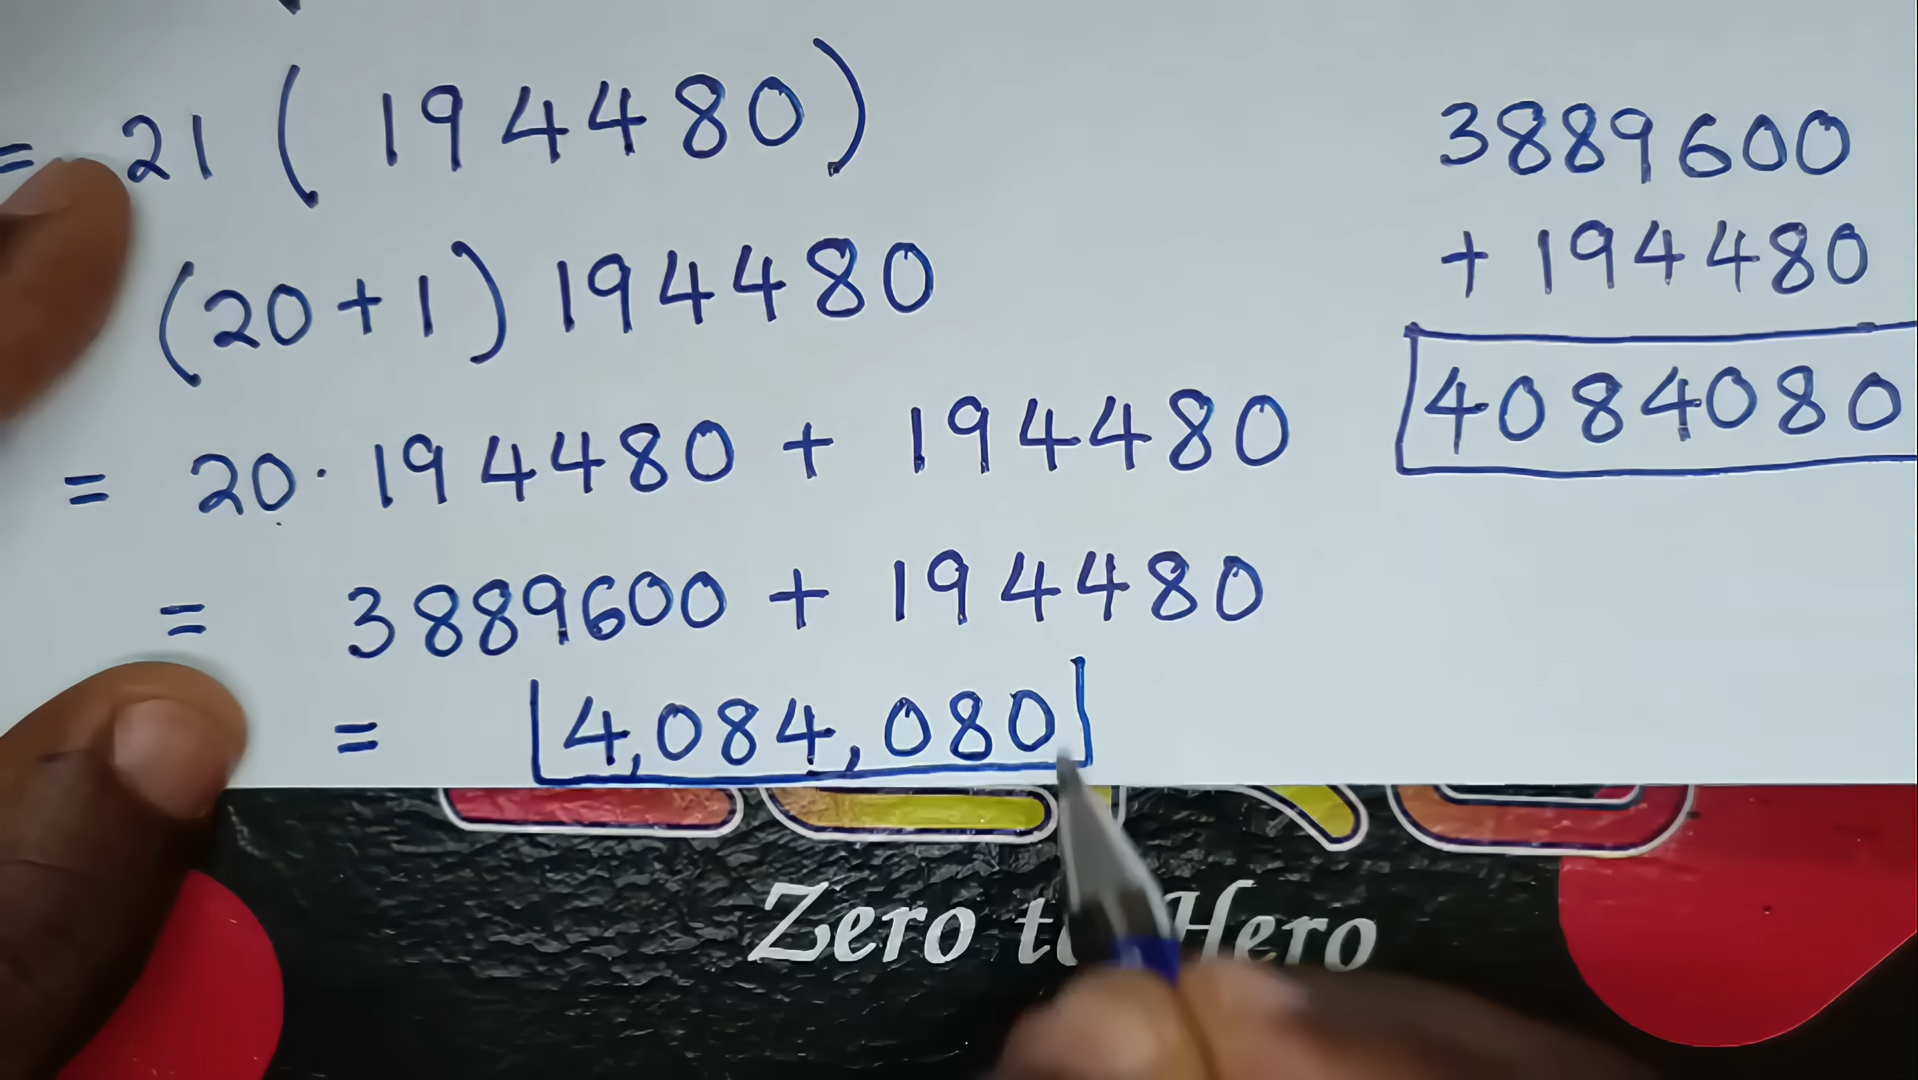 = 21 ( 194480 )
(20+1) 194480
= 20 · 194480 + 194480
= 3889600 + 194480
= 4,084,080
3889600
+ 194480
4084080
Zero Hero